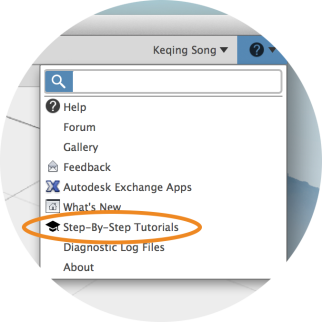 Keqing Song
Help
Forum
Gallery
Feedback
Autodesk Exchange Apps
What's New
Step-By-Step Tutorials
Diagnostic Log Files
About